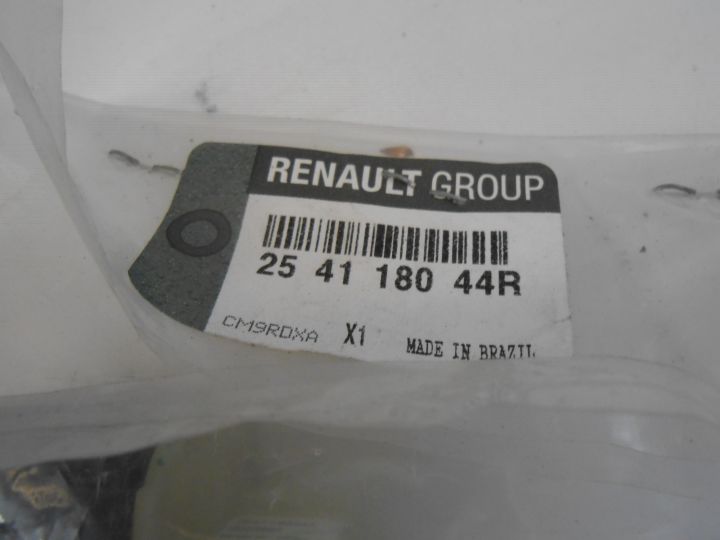 RENAULT GROUP
25 41 180 44R
CM9RDXA X1 MADE IN BRAZIL